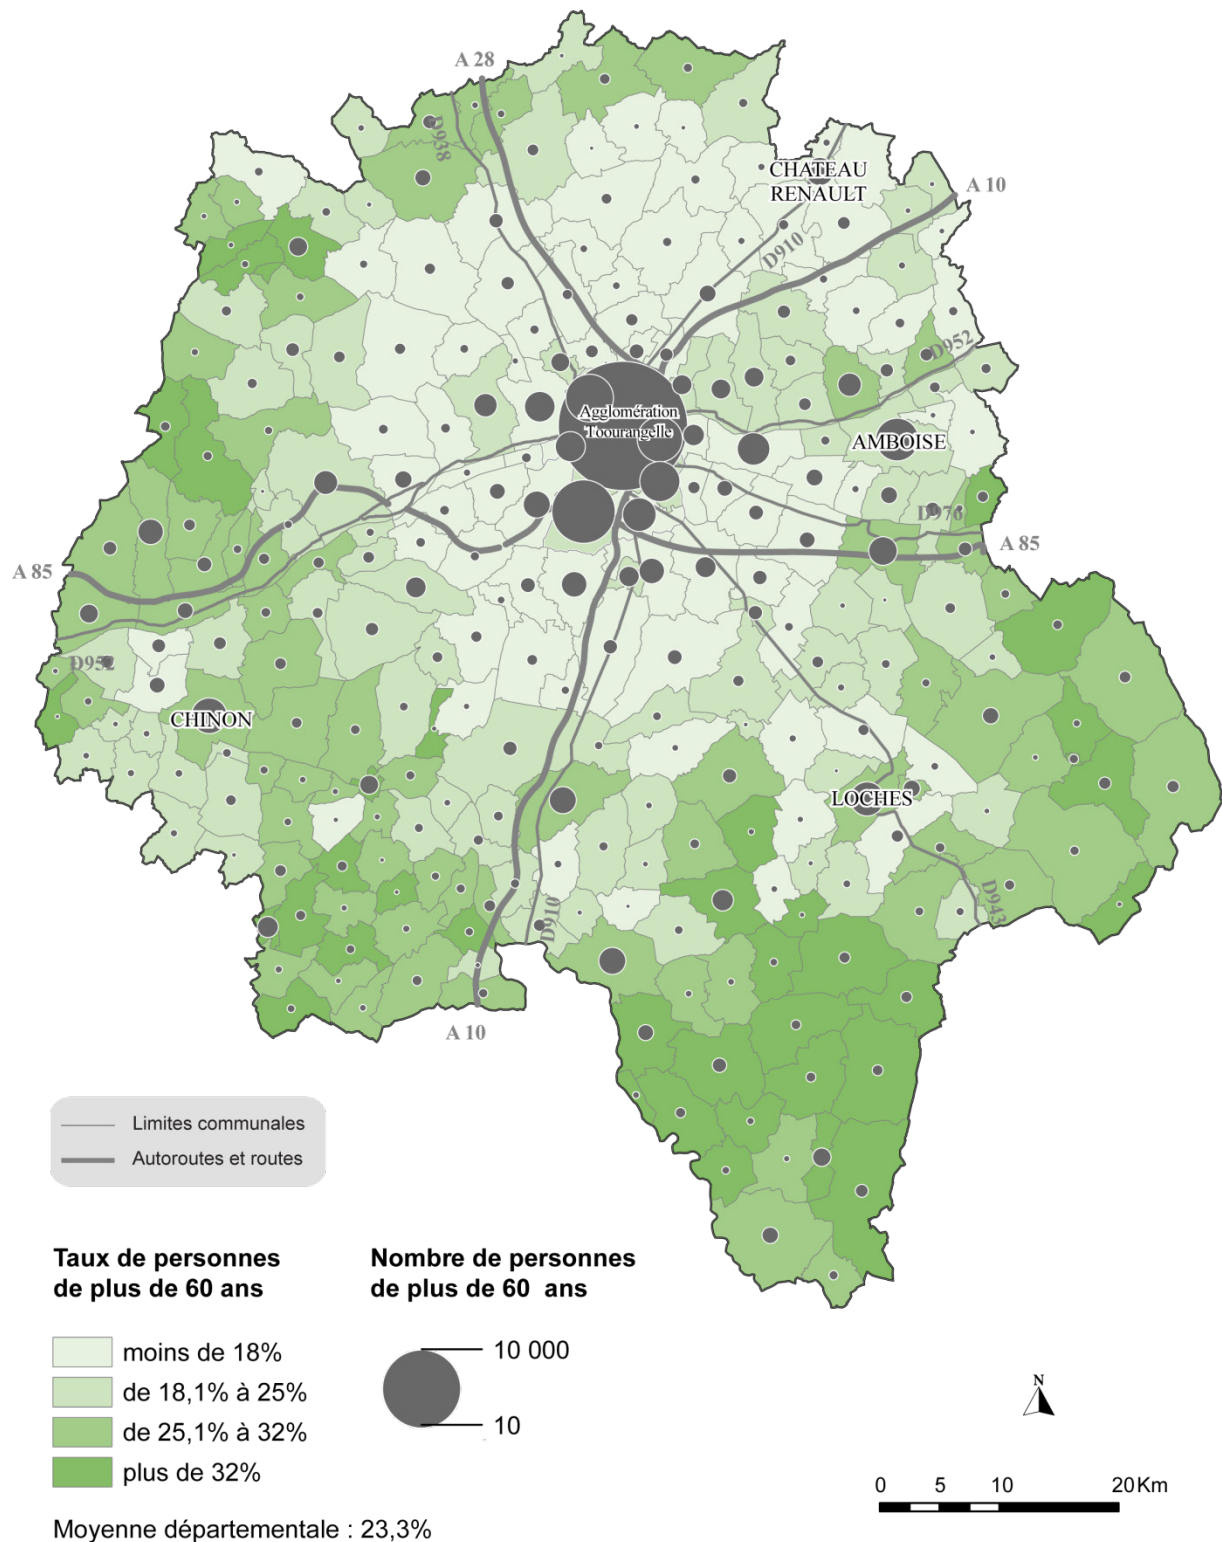 A 28
D938
CHATEAU
RENAULT
A 10
D910
D952
Agglomération
Toourangelle
AMBOISE
D976
A 85
A 85
D952
CHINON
LOCHES
D943
D910
A 10
Limites communales
Autoroutes et routes
Taux de personnes
de plus de 60 ans
moins de 18%
de 18,1% à 25%
de 25,1% à 32%
plus de 32%
Moyenne départementale : 23,3%
Nombre de personnes
de plus de 60 ans
10 000
10
N
0 5 10 20Km